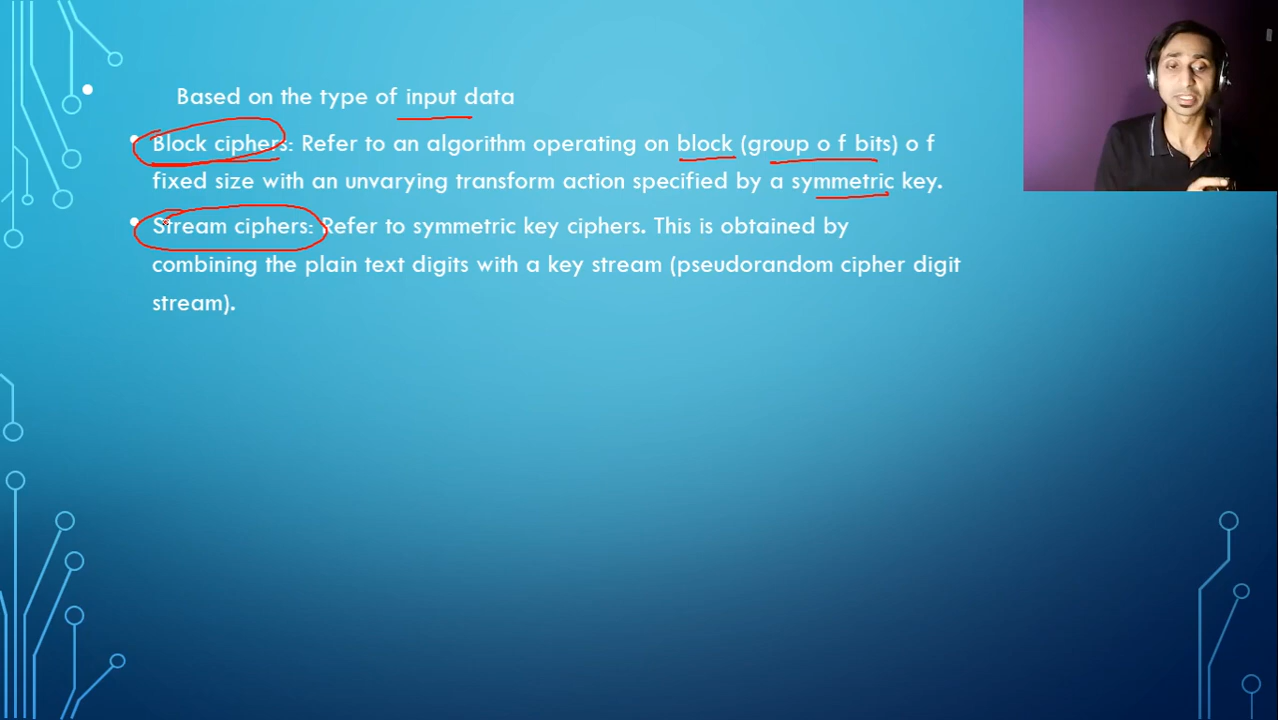 Based on the type of input data
Block ciphers: Refer to an algorithm operating on block (group o f bits) o f
fixed size with an unvarying transform action specified by a symmetric key.
Stream ciphers: Refer to symmetric key ciphers. This is obtained by
combining the plain text digits with a key stream (pseudorandom cipher digit
stream).